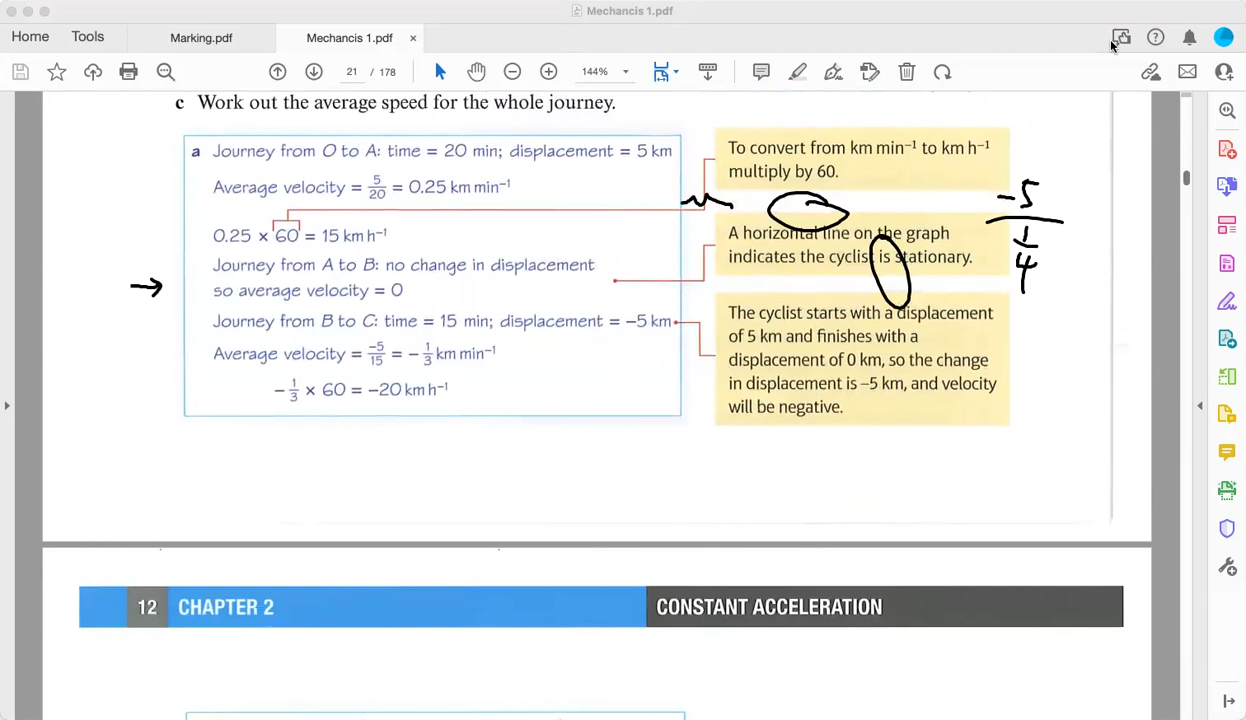 Mechancis 1.pdf
Home Tools Marking.pdf Mechancis 1.pdf ×
21 / 178 144%
c Work out the average speed for the whole journey.
a Journey from O to A: time = 20 min; displacement = 5 km
Average velocity = 5/20 = 0.25 km min⁻¹
0.25 × 60 = 15 km h⁻¹
Journey from A to B: no change in displacement
so average velocity = 0
Journey from B to C: time = 15 min; displacement = −5 km
Average velocity = −5/15 = −1/3 km min⁻¹
−1/3 × 60 = −20 km h⁻¹
To convert from km min⁻¹ to km h⁻¹
multiply by 60.
A horizontal line on the graph
indicates the cyclist is stationary.
The cyclist starts with a displacement
of 5 km and finishes with a
displacement of 0 km, so the change
in displacement is −5 km, and velocity
will be negative.
−5
1
4
12 CHAPTER 2 CONSTANT ACCELERATION